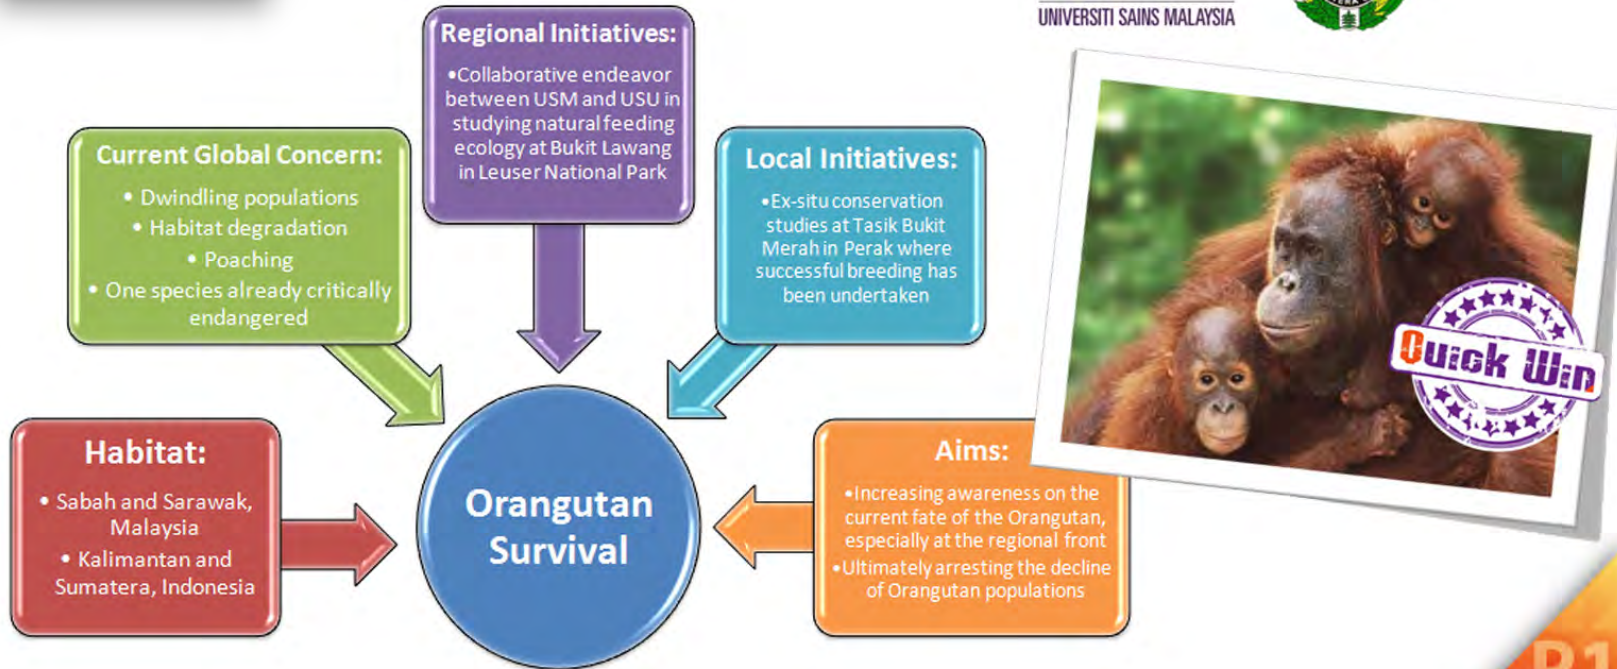 UNIVERSITI SAINS MALAYSIA
Regional Initiatives:
•Collaborative endeavor
between USM and USU in
studying natural feeding
ecology at Bukit Lawang
in Leuser National Park
Current Global Concern:
• Dwindling populations
• Habitat degradation
• Poaching
• One species already critically
endangered
Local Initiatives:
•Ex-situ conservation
studies at Tasik Bukit
Merah in Perak where
successful breeding has
been undertaken
Habitat:
• Sabah and Sarawak,
Malaysia
• Kalimantan and
Sumatera, Indonesia
Orangutan
Survival
Aims:
•Increasing awareness on the
current fate of the Orangutan,
especially at the regional front
•Ultimately arresting the decline
of Orangutan populations
Quick Win